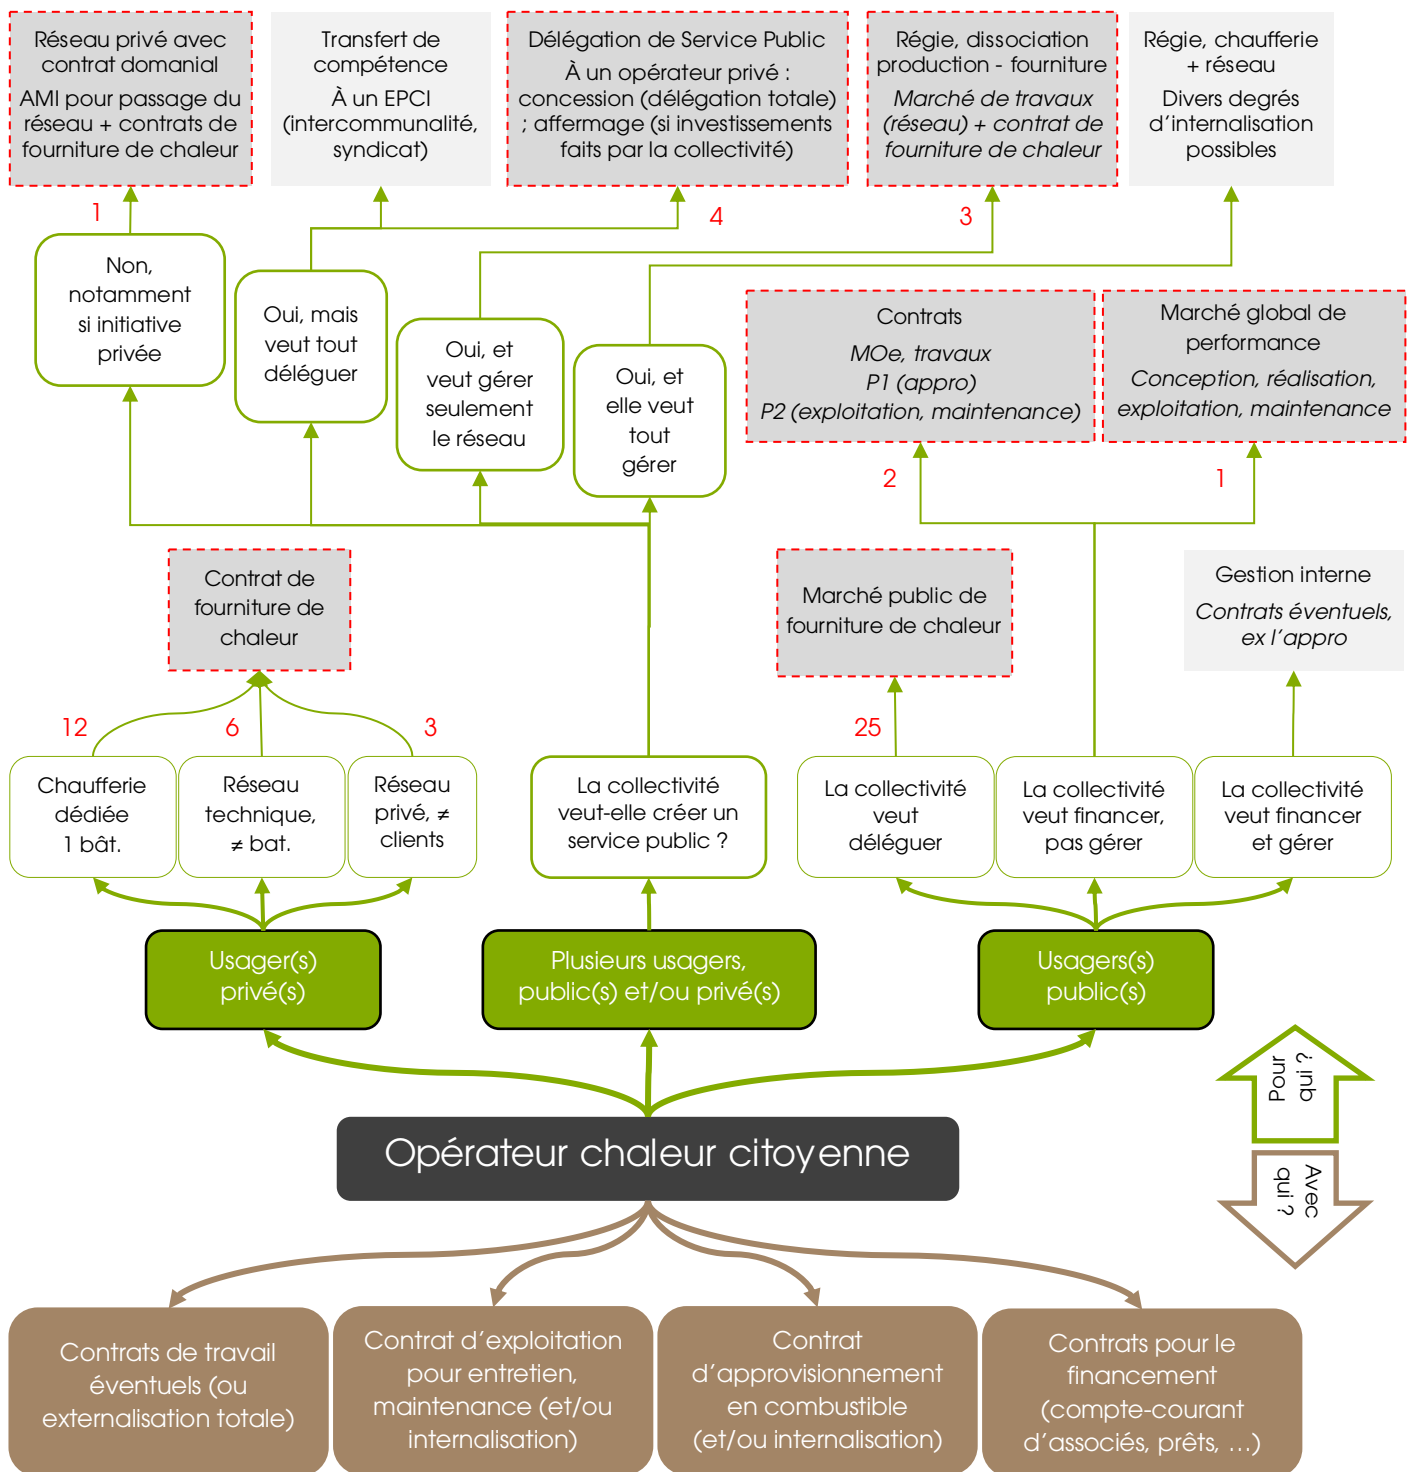 Réseau privé avec
contrat domanial
AMI pour passage du
réseau + contrats de
fourniture de chaleur
Transfert de
compétence
À un EPCI
(intercommunalité,
syndicat)
Délégation de Service Public
À un opérateur privé :
concession (délégation totale)
; affermage (si investissements
faits par la collectivité)
Régie, dissociation
production - fourniture
Marché de travaux
(réseau) + contrat de
fourniture de chaleur
Régie, chaufferie
+ réseau
Divers degrés
d'internalisation
possibles
1
4
3
Non,
notamment
si initiative
privée
Oui, mais
veut tout
déléguer
Oui, et
veut gérer
seulement
le réseau
Oui, et
elle veut
tout
gérer
Contrats
MOe, travaux
P1 (appro)
P2 (exploitation, maintenance)
Marché global de
performance
Conception, réalisation,
exploitation, maintenance
2
1
Contrat de
fourniture de
chaleur
Marché public de
fourniture de chaleur
Gestion interne
Contrats éventuels,
ex l'appro
12
6
3
25
Chaufferie
dédiée
1 bât.
Réseau
technique,
≠ bat.
Réseau
privé, ≠
clients
La collectivité
veut-elle créer un
service public ?
La collectivité
veut
déléguer
La collectivité
veut financer,
pas gérer
La collectivité
veut financer
et gérer
Usager(s)
privé(s)
Plusieurs usagers,
public(s) et/ou privé(s)
Usagers(s)
public(s)
Pour
qui ?
Opérateur chaleur citoyenne
Avec
qui ?
Contrats de travail
éventuels (ou
externalisation totale)
Contrat d'exploitation
pour entretien,
maintenance (et/ou
internalisation)
Contrat
d'approvisionnement
en combustible
(et/ou internalisation)
Contrats pour le
financement
(compte-courant
d'associés, prêts, …)